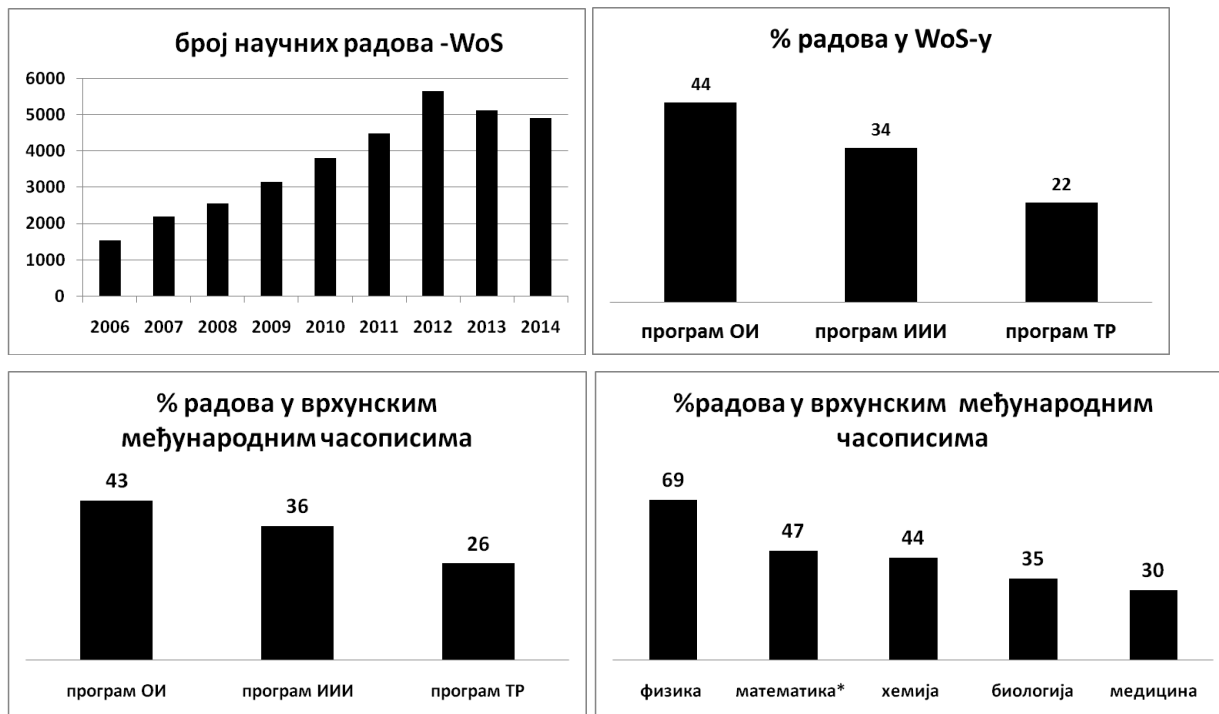 број научних радова -WoS
6000
5000
4000
3000
2000
1000
0
2006 2007 2008 2009 2010 2011 2012 2013 2014
% радова у WoS-у
44
34
22
програм ОИ програм ИИИ програм ТР
% радова у врхунским
међународним часописима
43
36
26
програм ОИ програм ИИИ програм ТР
%радова у врхунским међународним
часописима
69
47
44
35
30
физика математика* хемија биологија медицина